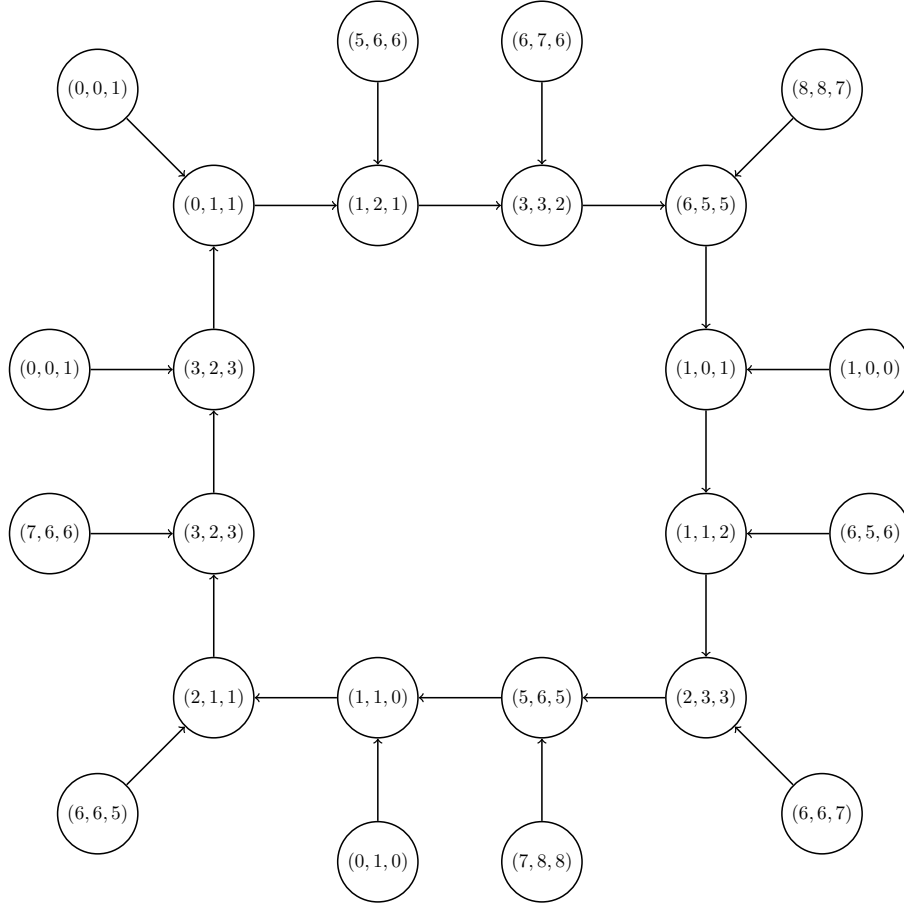 (5, 6, 6)
(6, 7, 6)
(0, 0, 1)
(8, 8, 7)
(0, 1, 1)
(1, 2, 1)
(3, 3, 2)
(6, 5, 5)
(0, 0, 1)
(3, 2, 3)
(1, 0, 1)
(1, 0, 0)
(7, 6, 6)
(3, 2, 3)
(1, 1, 2)
(6, 5, 6)
(2, 1, 1)
(1, 1, 0)
(5, 6, 5)
(2, 3, 3)
(6, 6, 5)
(6, 6, 7)
(0, 1, 0)
(7, 8, 8)